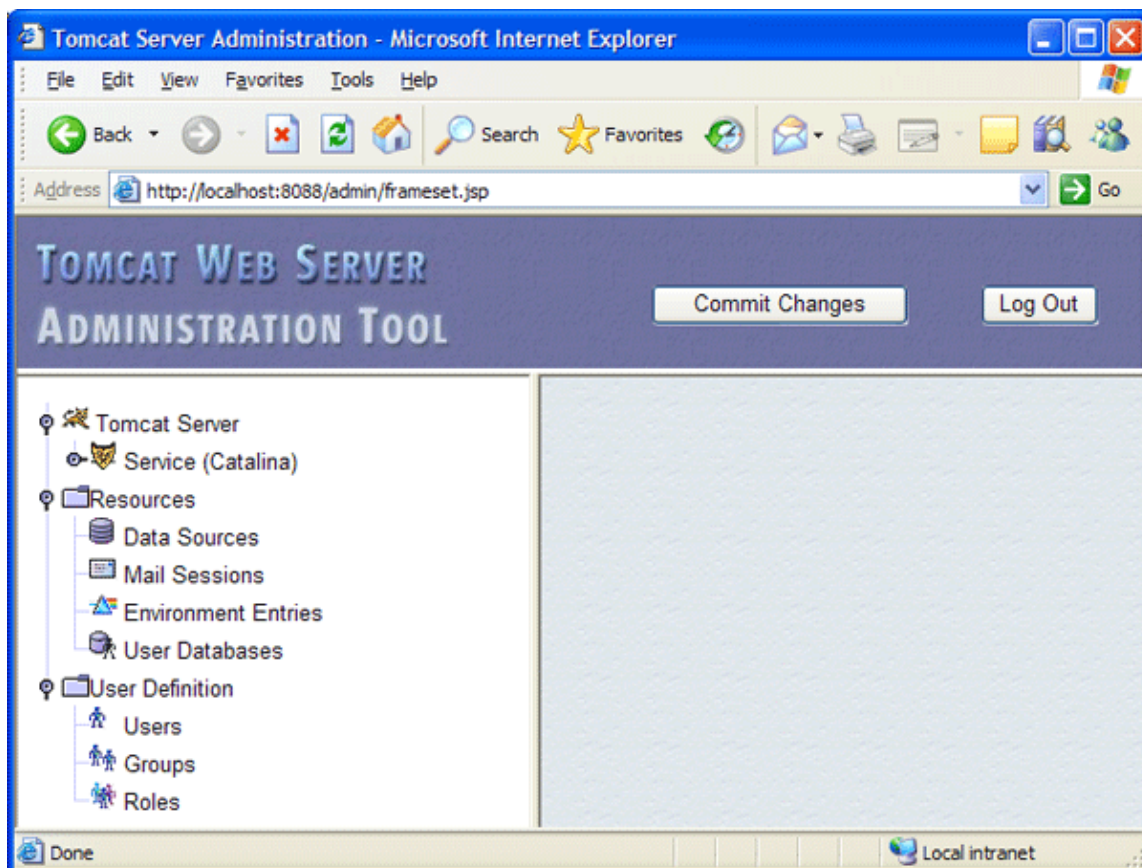 Tomcat Server Administration - Microsoft Internet Explorer
File Edit View Favorites Tools Help
Back Search Favorites
Address http://localhost:8088/admin/frameset.jsp Go
TOMCAT WEB SERVER
ADMINISTRATION TOOL
Commit Changes Log Out
Tomcat Server
Service (Catalina)
Resources
Data Sources
Mail Sessions
Environment Entries
User Databases
User Definition
Users
Groups
Roles
Done Local intranet